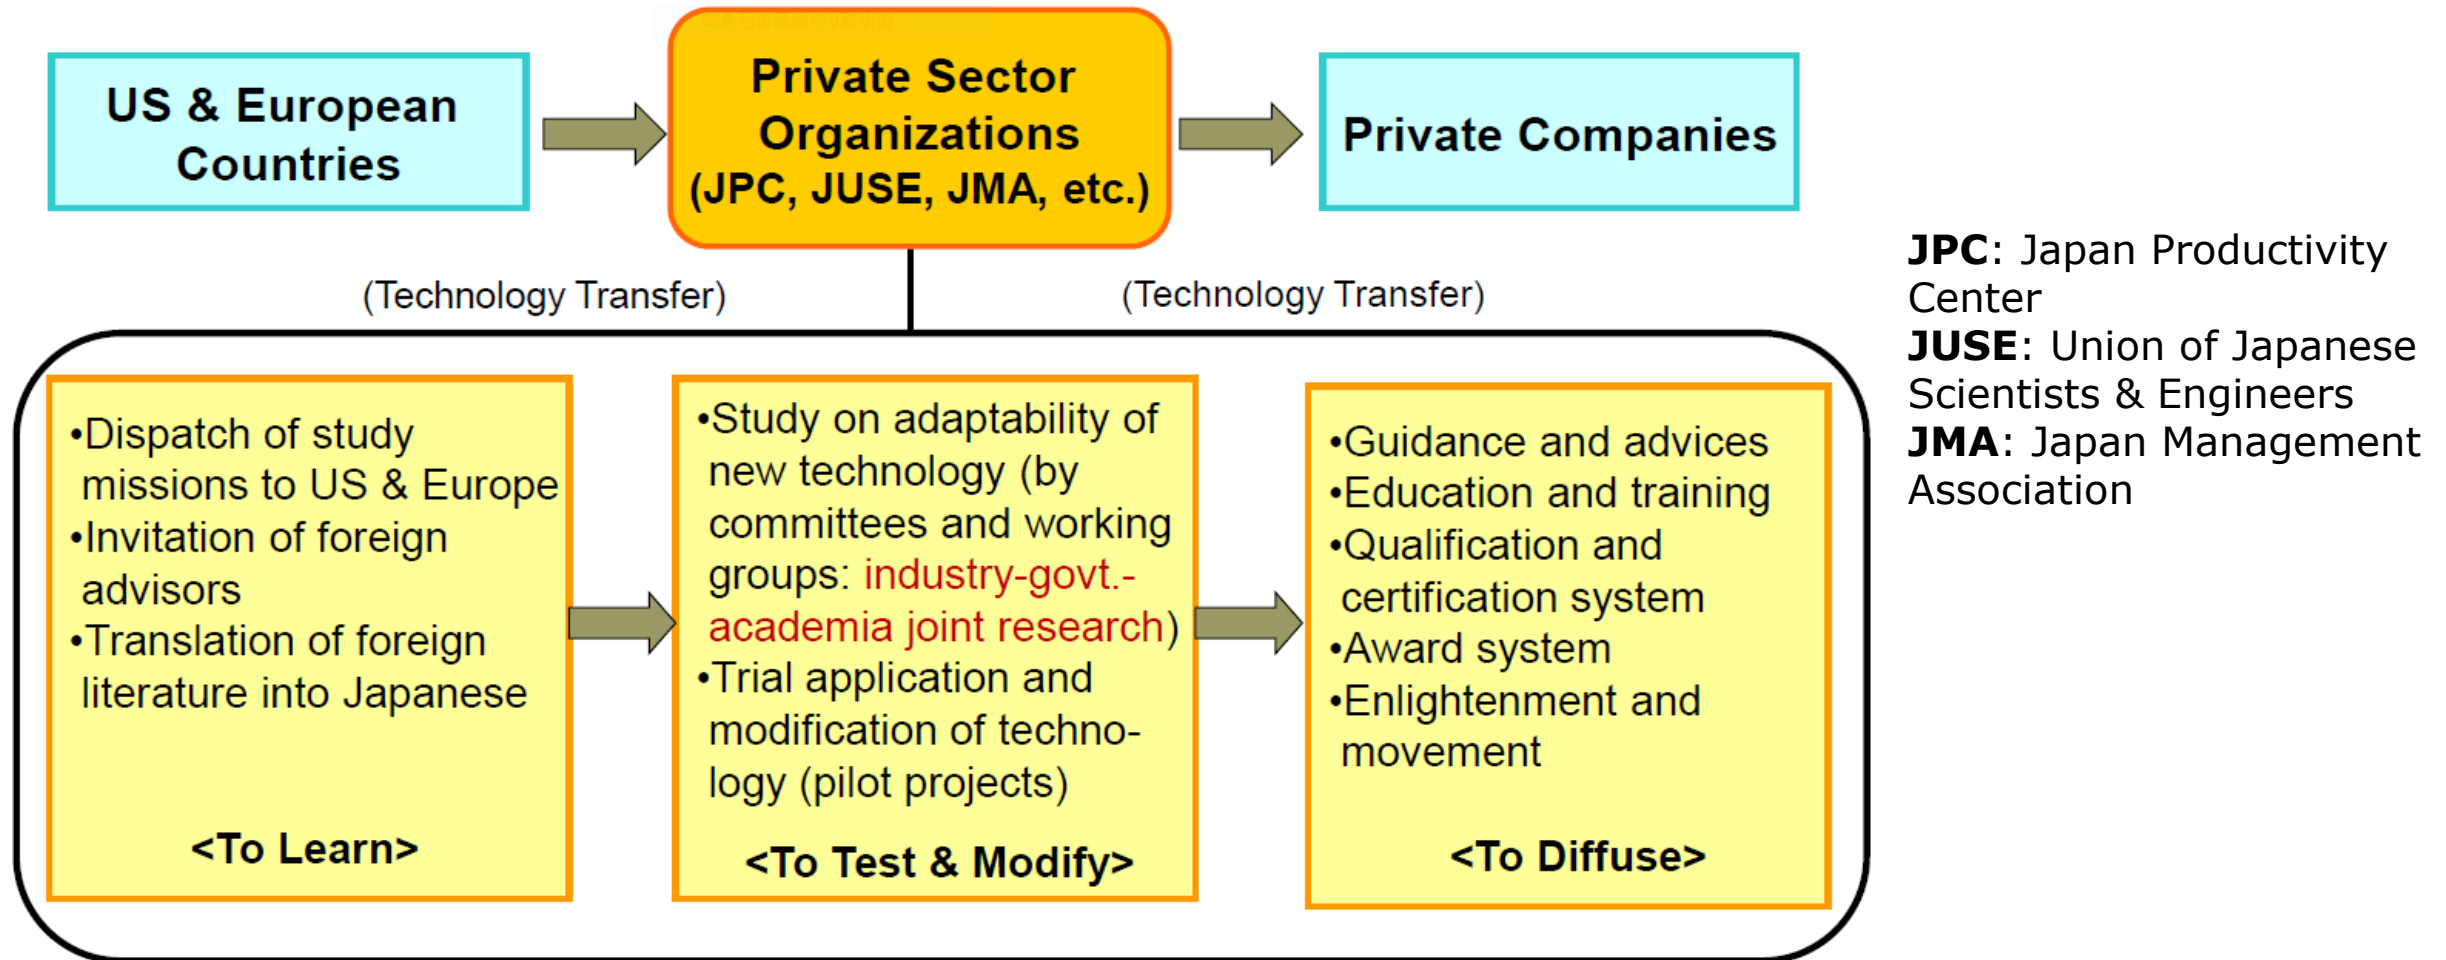 US & European
Countries
Private Sector
Organizations
(JPC, JUSE, JMA, etc.)
Private Companies
(Technology Transfer)
(Technology Transfer)
•Dispatch of study
missions to US & Europe
•Invitation of foreign
advisors
•Translation of foreign
literature into Japanese
<To Learn>
•Study on adaptability of
new technology (by
committees and working
groups: industry-govt.-
academia joint research)
•Trial application and
modification of techno-
logy (pilot projects)
<To Test & Modify>
•Guidance and advices
•Education and training
•Qualification and
certification system
•Award system
•Enlightenment and
movement
<To Diffuse>
JPC: Japan Productivity
Center
JUSE: Union of Japanese
Scientists & Engineers
JMA: Japan Management
Association